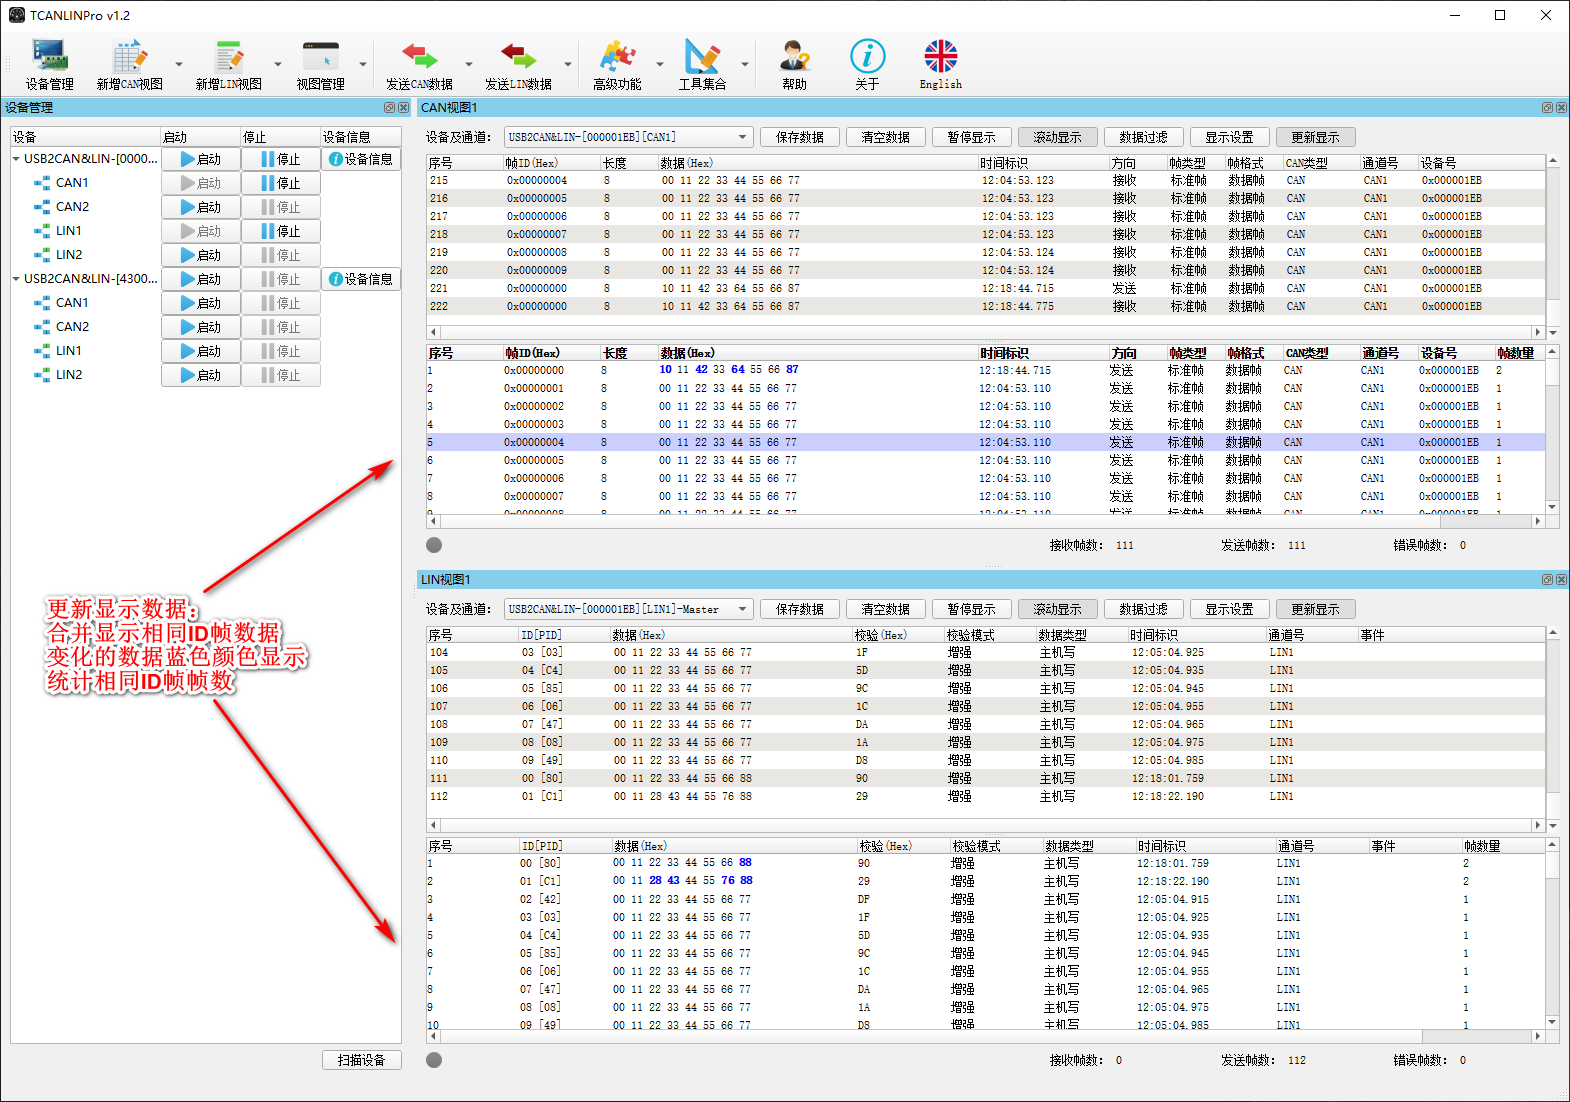 TCANLINPro v1.2
设备管理 新增CAN视图 新增LIN视图 视图管理 发送CAN数据 发送LIN数据 高级功能 工具集合 帮助 关于 English
设备管理
设备 启动 停止 设备信息
USB2CAN&LIN-[0000... 启动 停止 设备信息
CAN1 启动 停止
CAN2 启动 停止
LIN1 启动 停止
LIN2 启动 停止
USB2CAN&LIN-[4300... 启动 停止 设备信息
CAN1 启动 停止
CAN2 启动 停止
LIN1 启动 停止
LIN2 启动 停止
更新显示数据：
合并显示相同ID帧数据
变化的数据蓝色颜色显示
统计相同ID帧帧数
扫描设备
CAN视图1
设备及通道： USB2CAN&LIN-[000001EB][CAN1] 保存数据 清空数据 暂停显示 滚动显示 数据过滤 显示设置 更新显示
序号 帧ID(Hex) 长度 数据(Hex) 时间标识 方向 帧类型 帧格式 CAN类型 通道号 设备号
215 0x00000004 8 00 11 22 33 44 55 66 77 12:04:53.123 接收 标准帧 数据帧 CAN CAN1 0x000001EB
216 0x00000005 8 00 11 22 33 44 55 66 77 12:04:53.123 接收 标准帧 数据帧 CAN CAN1 0x000001EB
217 0x00000006 8 00 11 22 33 44 55 66 77 12:04:53.123 接收 标准帧 数据帧 CAN CAN1 0x000001EB
218 0x00000007 8 00 11 22 33 44 55 66 77 12:04:53.123 接收 标准帧 数据帧 CAN CAN1 0x000001EB
219 0x00000008 8 00 11 22 33 44 55 66 77 12:04:53.124 接收 标准帧 数据帧 CAN CAN1 0x000001EB
220 0x00000009 8 00 11 22 33 44 55 66 77 12:04:53.124 接收 标准帧 数据帧 CAN CAN1 0x000001EB
221 0x00000000 8 10 11 42 33 64 55 66 87 12:18:44.715 发送 标准帧 数据帧 CAN CAN1 0x000001EB
222 0x00000000 8 10 11 42 33 64 55 66 87 12:18:44.775 接收 标准帧 数据帧 CAN CAN1 0x000001EB
序号 帧ID(Hex) 长度 数据(Hex) 时间标识 方向 帧类型 帧格式 CAN类型 通道号 设备号 帧数量
1 0x00000000 8 10 11 42 33 64 55 66 87 12:18:44.715 发送 标准帧 数据帧 CAN CAN1 0x000001EB 2
2 0x00000001 8 00 11 22 33 44 55 66 77 12:04:53.110 发送 标准帧 数据帧 CAN CAN1 0x000001EB 1
3 0x00000002 8 00 11 22 33 44 55 66 77 12:04:53.110 发送 标准帧 数据帧 CAN CAN1 0x000001EB 1
4 0x00000003 8 00 11 22 33 44 55 66 77 12:04:53.110 发送 标准帧 数据帧 CAN CAN1 0x000001EB 1
5 0x00000004 8 00 11 22 33 44 55 66 77 12:04:53.110 发送 标准帧 数据帧 CAN CAN1 0x000001EB 1
6 0x00000005 8 00 11 22 33 44 55 66 77 12:04:53.110 发送 标准帧 数据帧 CAN CAN1 0x000001EB 1
7 0x00000006 8 00 11 22 33 44 55 66 77 12:04:53.110 发送 标准帧 数据帧 CAN CAN1 0x000001EB 1
8 0x00000007 8 00 11 22 33 44 55 66 77 12:04:53.110 发送 标准帧 数据帧 CAN CAN1 0x000001EB 1
接收帧数： 111 发送帧数： 111 错误帧数： 0
LIN视图1
设备及通道： USB2CAN&LIN-[000001EB][LIN1]-Master 保存数据 清空数据 暂停显示 滚动显示 数据过滤 显示设置 更新显示
序号 ID[PID] 数据(Hex) 校验(Hex) 校验模式 数据类型 时间标识 通道号 事件
104 03 [03] 00 11 22 33 44 55 66 77 1F 增强 主机写 12:05:04.925 LIN1
105 04 [C4] 00 11 22 33 44 55 66 77 5D 增强 主机写 12:05:04.935 LIN1
106 05 [85] 00 11 22 33 44 55 66 77 9C 增强 主机写 12:05:04.945 LIN1
107 06 [06] 00 11 22 33 44 55 66 77 1C 增强 主机写 12:05:04.955 LIN1
108 07 [47] 00 11 22 33 44 55 66 77 DA 增强 主机写 12:05:04.965 LIN1
109 08 [08] 00 11 22 33 44 55 66 77 1A 增强 主机写 12:05:04.975 LIN1
110 09 [49] 00 11 22 33 44 55 66 77 D8 增强 主机写 12:05:04.985 LIN1
111 00 [80] 00 11 22 33 44 55 66 88 90 增强 主机写 12:18:01.759 LIN1
112 01 [C1] 00 11 28 43 44 55 76 88 29 增强 主机写 12:18:22.190 LIN1
序号 ID[PID] 数据(Hex) 校验(Hex) 校验模式 数据类型 时间标识 通道号 事件 帧数量
1 00 [80] 00 11 22 33 44 55 66 88 90 增强 主机写 12:18:01.759 LIN1 2
2 01 [C1] 00 11 28 43 44 55 76 88 29 增强 主机写 12:18:22.190 LIN1 2
3 02 [42] 00 11 22 33 44 55 66 77 DF 增强 主机写 12:05:04.915 LIN1 1
4 03 [03] 00 11 22 33 44 55 66 77 1F 增强 主机写 12:05:04.925 LIN1 1
5 04 [C4] 00 11 22 33 44 55 66 77 5D 增强 主机写 12:05:04.935 LIN1 1
6 05 [85] 00 11 22 33 44 55 66 77 9C 增强 主机写 12:05:04.945 LIN1 1
7 06 [06] 00 11 22 33 44 55 66 77 1C 增强 主机写 12:05:04.955 LIN1 1
8 07 [47] 00 11 22 33 44 55 66 77 DA 增强 主机写 12:05:04.965 LIN1 1
9 08 [08] 00 11 22 33 44 55 66 77 1A 增强 主机写 12:05:04.975 LIN1 1
10 09 [49] 00 11 22 33 44 55 66 77 D8 增强 主机写 12:05:04.985 LIN1 1
接收帧数： 0 发送帧数： 112 错误帧数： 0